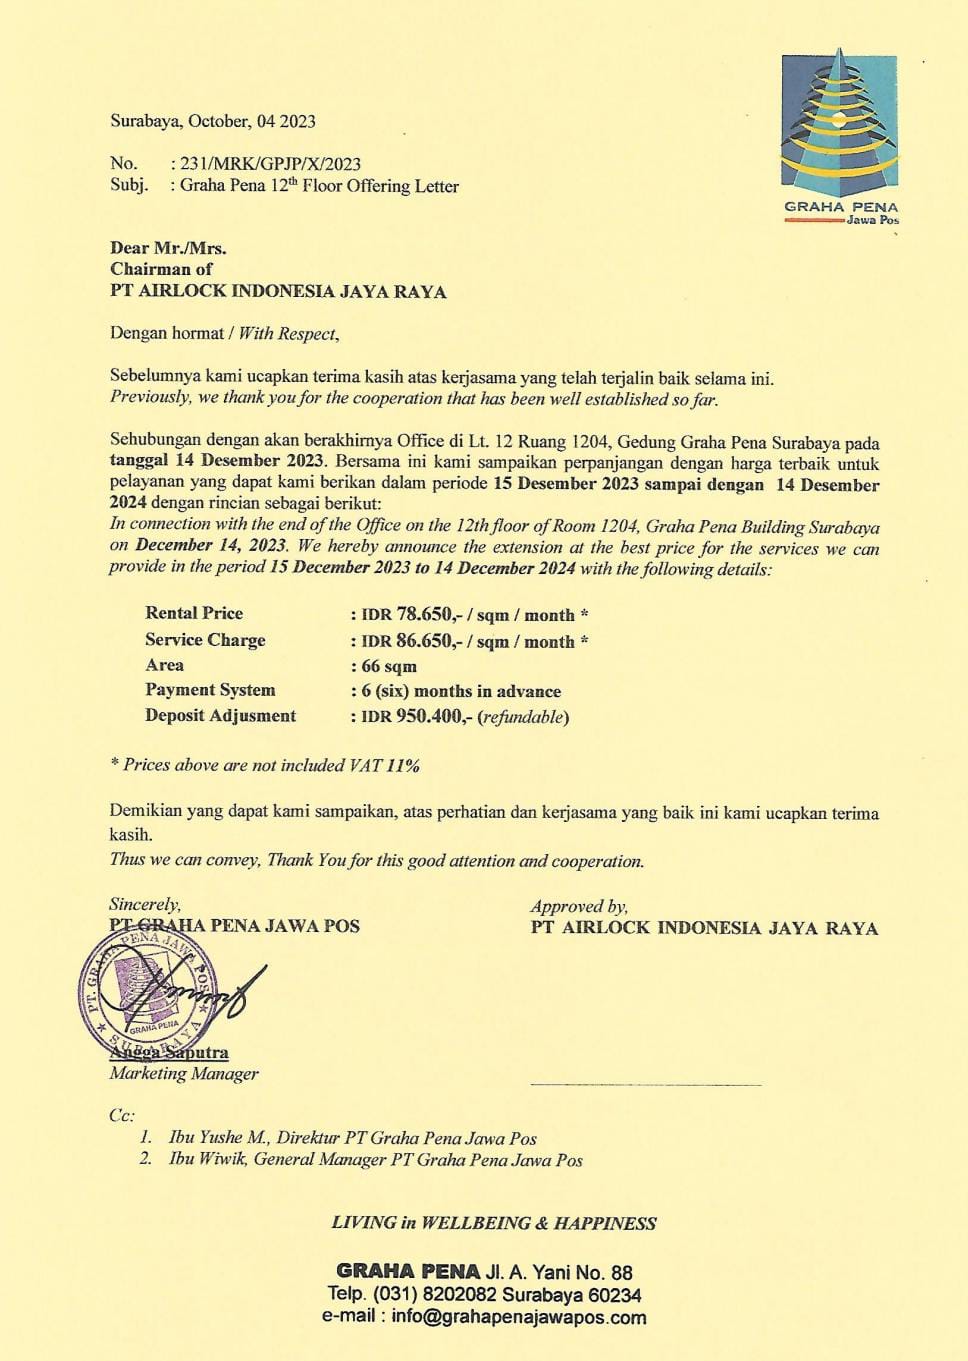 Surabaya, October, 04 2023
GRAHA PENA
Jawa Pos
No. : 231/MRK/GPJP/X/2023
Subj. : Graha Pena 12th Floor Offering Letter
Dear Mr./Mrs.
Chairman of
PT AIRLOCK INDONESIA JAYA RAYA
Dengan hormat / With Respect,
Sebelumnya kami ucapkan terima kasih atas kerjasama yang telah terjalin baik selama ini.
Previously, we thank you for the cooperation that has been well established so far.
Sehubungan dengan akan berakhirnya Office di Lt. 12 Ruang 1204, Gedung Graha Pena Surabaya pada
tanggal 14 Desember 2023. Bersama ini kami sampaikan perpanjangan dengan harga terbaik untuk
pelayanan yang dapat kami berikan dalam periode 15 Desember 2023 sampai dengan 14 Desember
2024 dengan rincian sebagai berikut:
In connection with the end of the Office on the 12th floor of Room 1204, Graha Pena Building Surabaya
on December 14, 2023. We hereby announce the extension at the best price for the services we can
provide in the period 15 December 2023 to 14 December 2024 with the following details:
Rental Price : IDR 78.650,- / sqm / month *
Service Charge : IDR 86.650,- / sqm / month *
Area : 66 sqm
Payment System : 6 (six) months in advance
Deposit Adjusment : IDR 950.400,- (refundable)
* Prices above are not included VAT 11%
Demikian yang dapat kami sampaikan, atas perhatian dan kerjasama yang baik ini kami ucapkan terima
kasih.
Thus we can convey, Thank You for this good attention and cooperation.
Sincerely,
PT GRAHA PENA JAWA POS
Approved by,
PT AIRLOCK INDONESIA JAYA RAYA
PT. GRAHA PENA JAWA POS
GRAHA PENA
★ SURABAYA ★
Angga Saputra
Marketing Manager
Cc:
1. Ibu Yushe M., Direktur PT Graha Pena Jawa Pos
2. Ibu Wiwik, General Manager PT Graha Pena Jawa Pos
LIVING in WELLBEING & HAPPINESS
GRAHA PENA Jl. A. Yani No. 88
Telp. (031) 8202082 Surabaya 60234
e-mail : info@grahapenajawapos.com